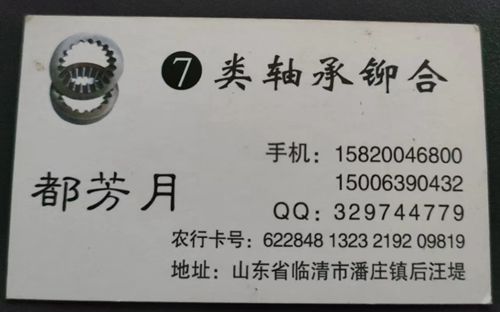 7类轴承铆合
手机：15820046800
15006390432
都芳月
QQ：329744779
农行卡号：622848 1323 2192 09819
地址：山东省临清市潘庄镇后汪堤